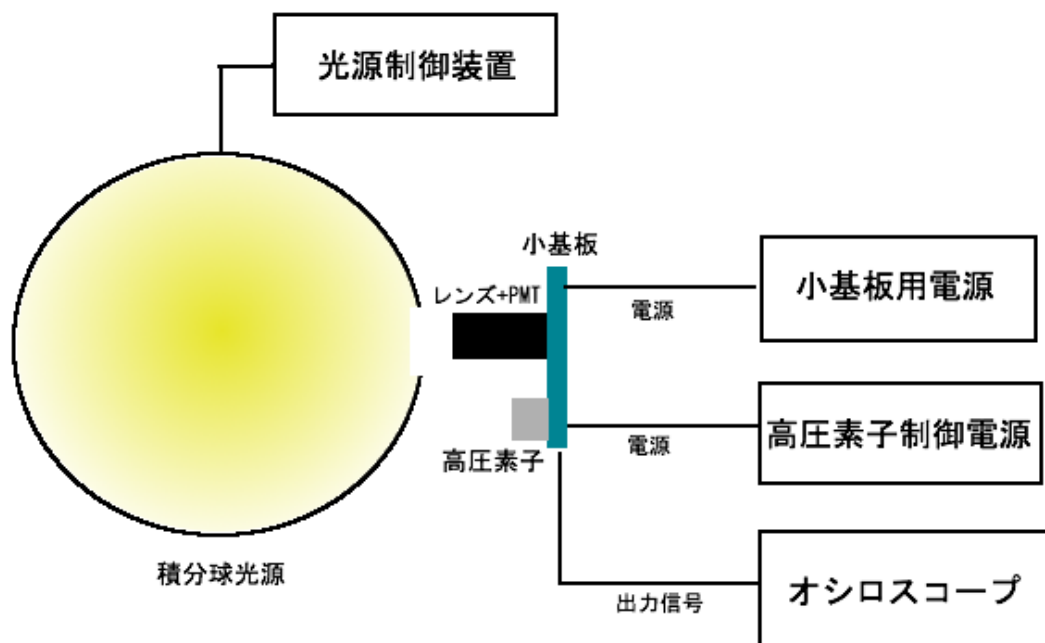 光源制御装置
小基板
レンズ+PMT
電源
小基板用電源
高圧素子
電源
高圧素子制御電源
積分球光源
出力信号
オシロスコープ